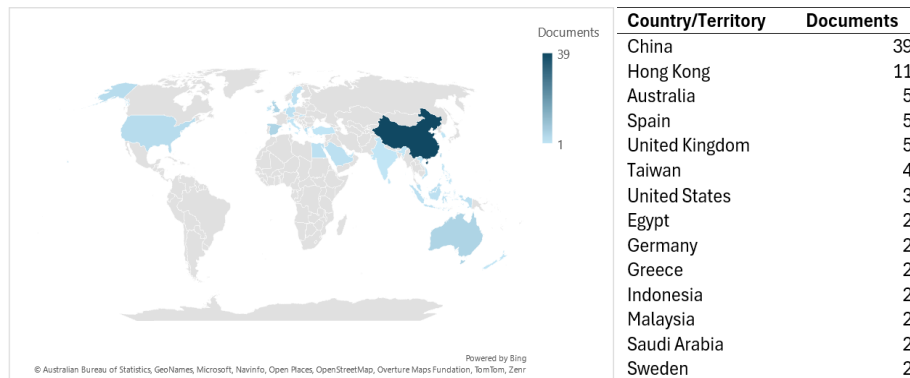 Documents
39
1
Powered by Bing
© Australian Bureau of Statistics, GeoNames, Microsoft, Navinfo, Open Places, OpenStreetMap, Overture Maps Fundation, TomTom, Zenr
Country/Territory Documents
China 39
Hong Kong 11
Australia 5
Spain 5
United Kingdom 5
Taiwan 4
United States 3
Egypt 2
Germany 2
Greece 2
Indonesia 2
Malaysia 2
Saudi Arabia 2
Sweden 2